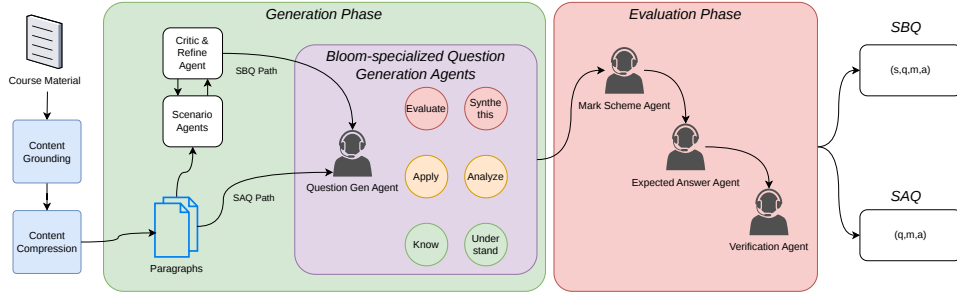 Course Material
Content
Grounding
Content
Compression
Generation Phase
Critic &
Refine
Agent
SBQ Path
Scenario
Agents
Paragraphs
SAQ Path
Bloom-specialized Question
Generation Agents
Question Gen Agent
Evaluate
Synthe
this
Apply
Analyze
Know
Under
stand
Evaluation Phase
Mark Scheme Agent
Expected Answer Agent
Verification Agent
SBQ
(s,q,m,a)
SAQ
(q,m,a)